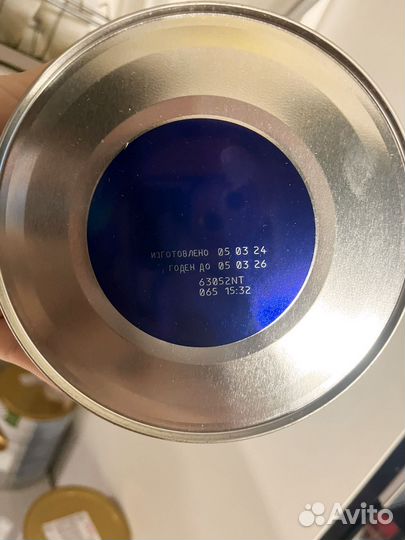 ИЗГОТОВЛЕНО 05 03 24
ГОДЕН ДО 05 03 26
63052NT
065 15:32
Avito